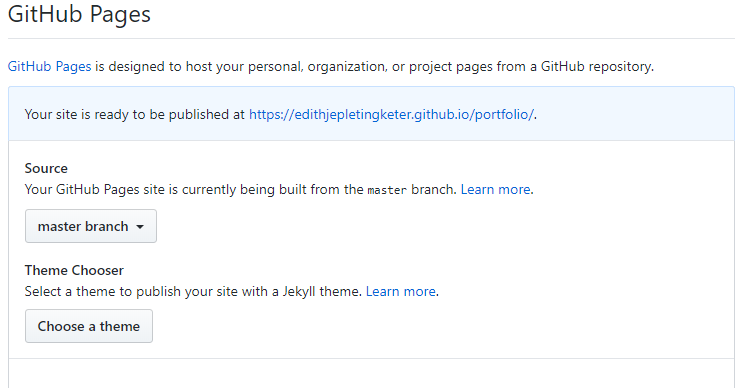 GitHub Pages
GitHub Pages is designed to host your personal, organization, or project pages from a GitHub repository.
Your site is ready to be published at https://edithjepletingketer.github.io/portfolio/.
Source
Your GitHub Pages site is currently being built from the master branch. Learn more.
master branch
Theme Chooser
Select a theme to publish your site with a Jekyll theme. Learn more.
Choose a theme